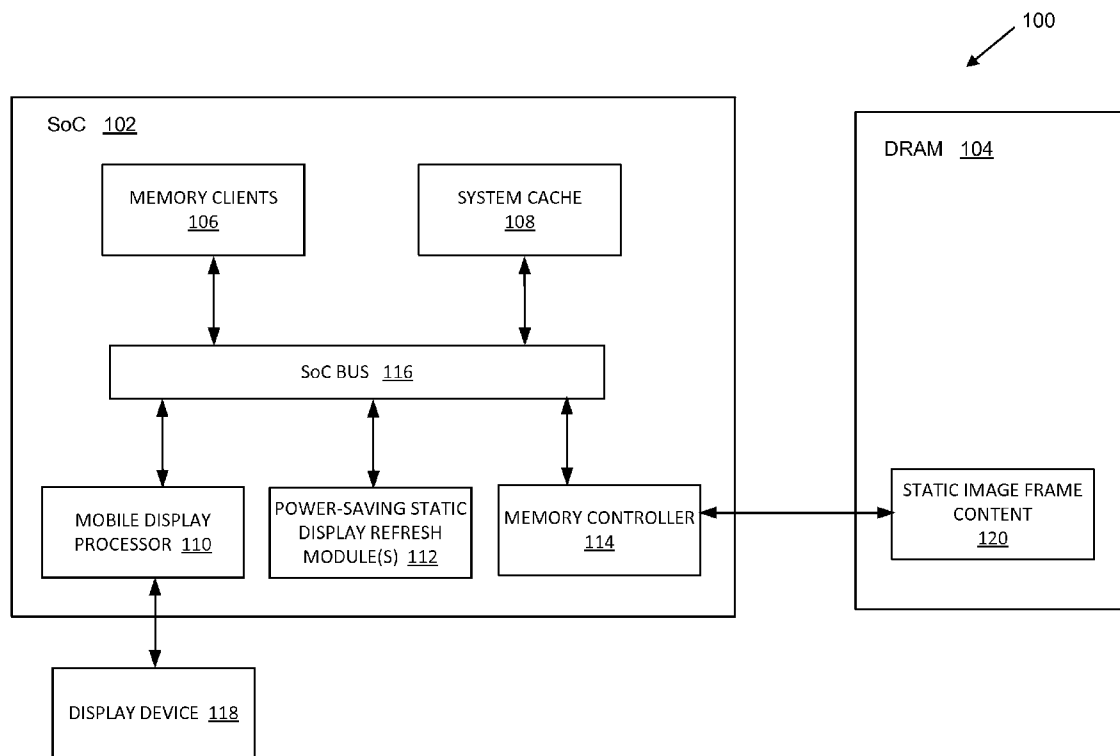 100
SoC 102
DRAM 104
MEMORY CLIENTS
106
SYSTEM CACHE
108
SoC BUS 116
MOBILE DISPLAY
PROCESSOR 110
POWER-SAVING STATIC
DISPLAY REFRESH
MODULE(S) 112
MEMORY CONTROLLER
114
STATIC IMAGE FRAME
CONTENT
120
DISPLAY DEVICE 118